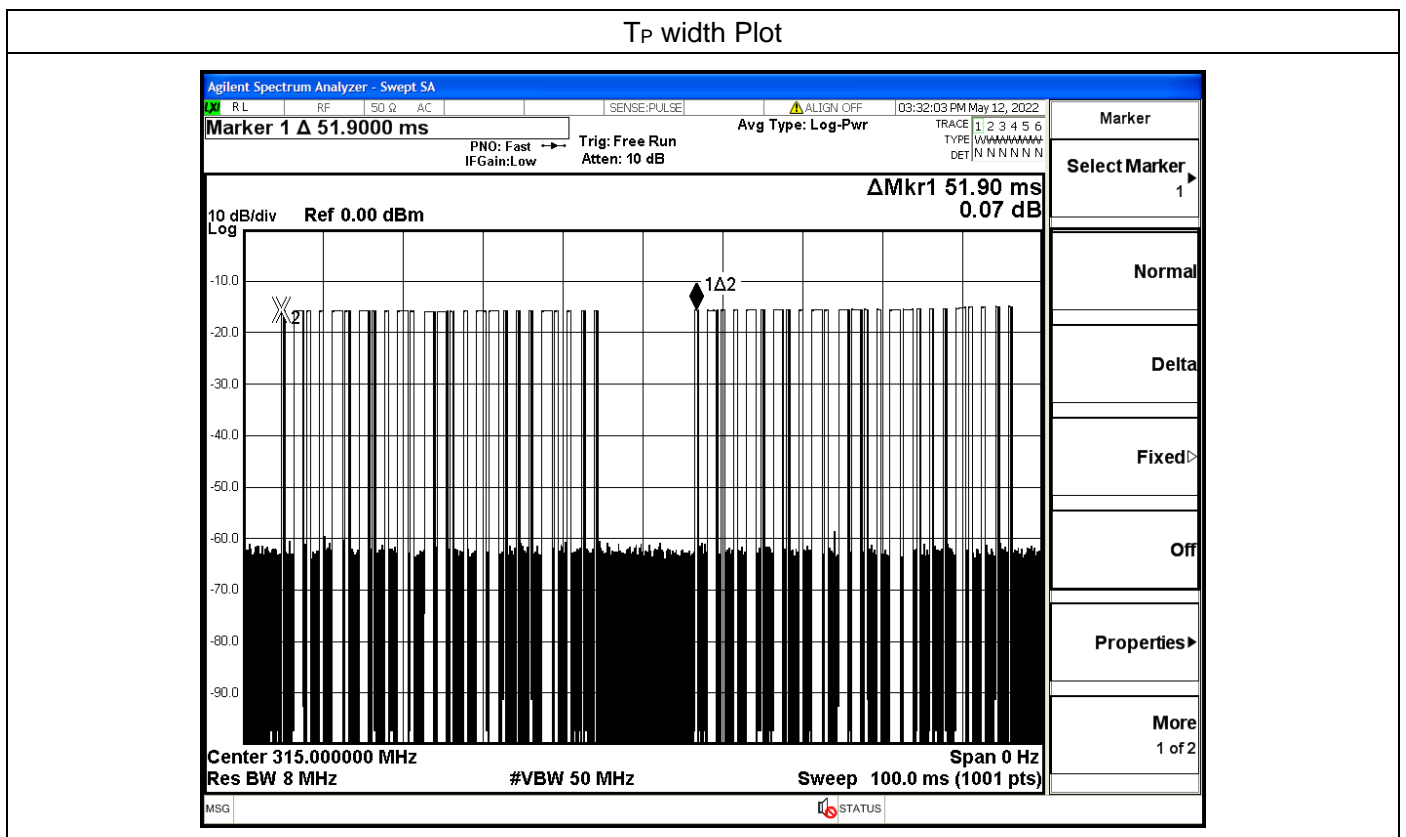 TP width Plot
Agilent Spectrum Analyzer - Swept SA
LXI RL RF 50 Ω AC SENSE:PULSE ALIGN OFF 03:32:03 PM May 12, 2022
Marker 1 Δ 51.9000 ms
PNO: Fast
IFGain:Low
Trig: Free Run
Atten: 10 dB
Avg Type: Log-Pwr
TRACE 1 2 3 4 5 6
TYPE WWWWWW
DET N N N N N N
ΔMkr1 51.90 ms
0.07 dB
10 dB/div Ref 0.00 dBm
Log
1Δ2
2
-10.0
-20.0
-30.0
-40.0
-50.0
-60.0
-70.0
-80.0
-90.0
Center 315.000000 MHz Span 0 Hz
Res BW 8 MHz #VBW 50 MHz Sweep 100.0 ms (1001 pts)
MSG STATUS
Marker
Select Marker
1
Normal
Delta
Fixed
Off
Properties
More
1 of 2